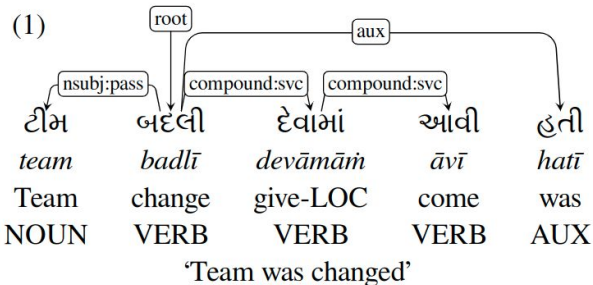 (1)
root
aux
nsubj:pass compound:svc compound:svc
ટીમ બદલી દેવામાં આવી હતી
team badlī devāmāṁ āvī hatī
Team change give-LOC come was
NOUN VERB VERB VERB AUX
‘Team was changed’